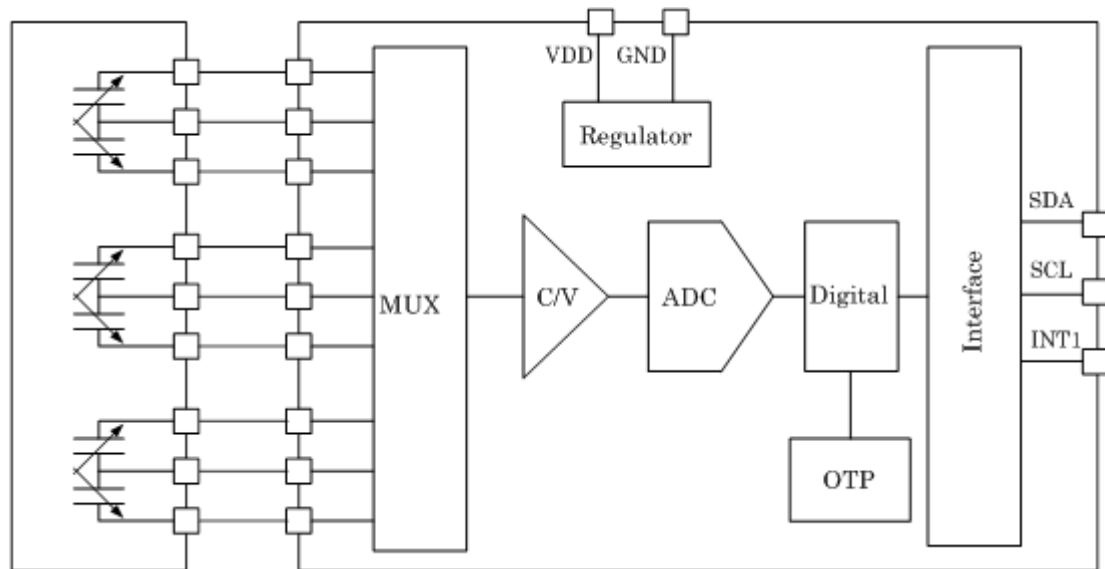 VDD GND
Regulator
MUX
C/V
ADC
Digital
OTP
Interface
SDA
SCL
INT1